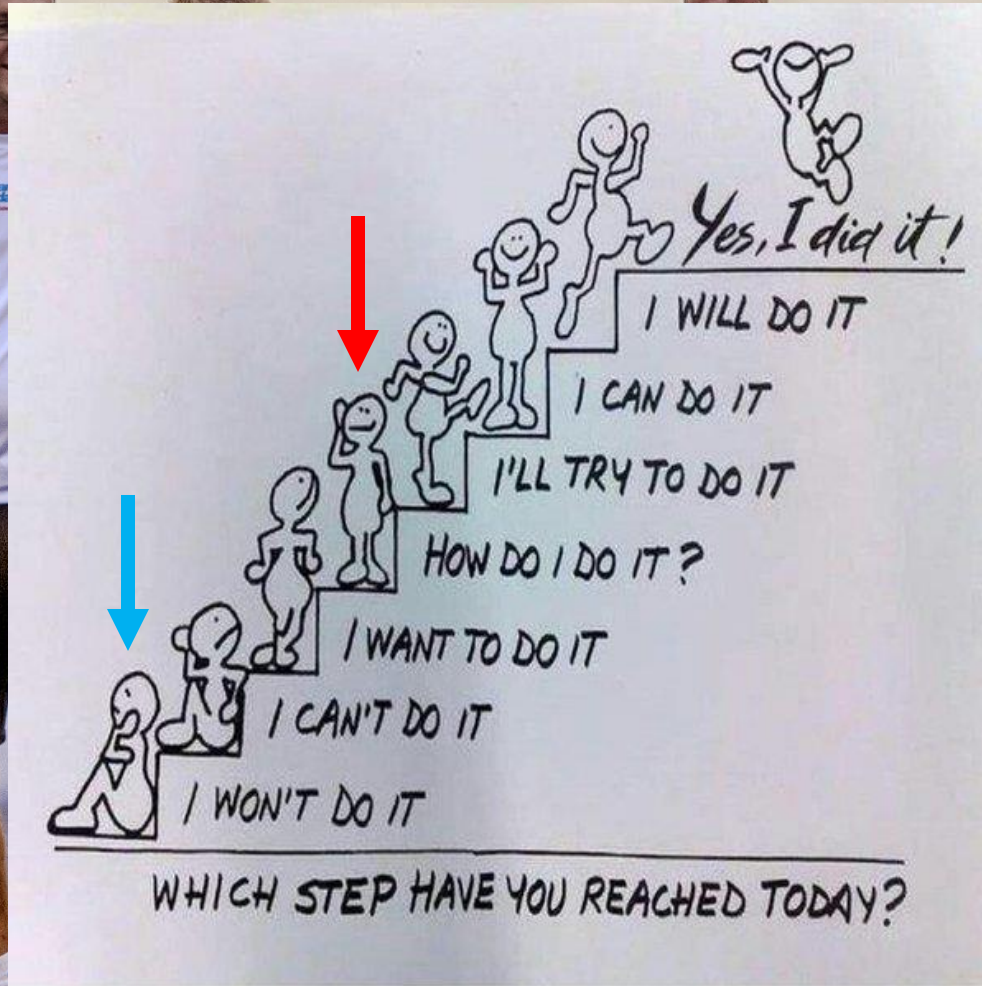 Yes, I did it!
I WILL DO IT
I CAN DO IT
I'LL TRY TO DO IT
HOW DO I DO IT?
I WANT TO DO IT
I CAN'T DO IT
I WON'T DO IT
WHICH STEP HAVE YOU REACHED TODAY?